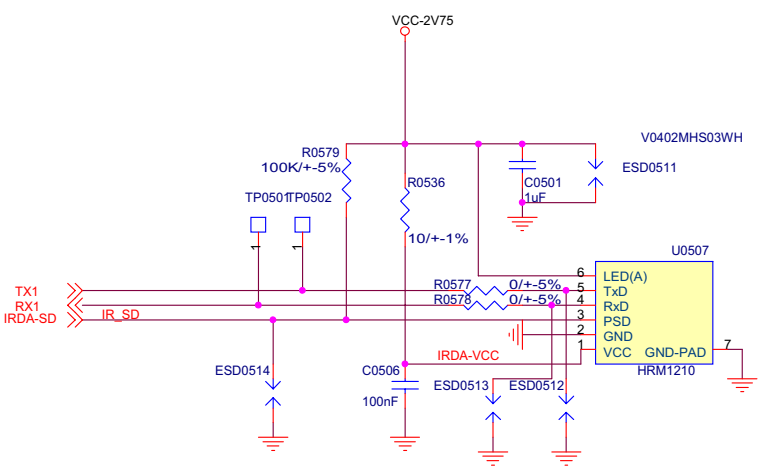 VCC-2V75
V0402MHS03WH
R0579
100K/+-5%
ESD0511
R0536
C0501
1uF
TP0501
TP0502
10/+-1%
1
1
U0507
6
LED(A)
R0577
0/+-5%
5
TxD
TX1
R0578
0/+-5%
4
RxD
RX1
IRDA-SD
IR_SD
3
PSD
2
GND
IRDA-VCC
1
VCC
GND-PAD
7
ESD0514
C0506
HRM1210
ESD0513
ESD0512
100nF